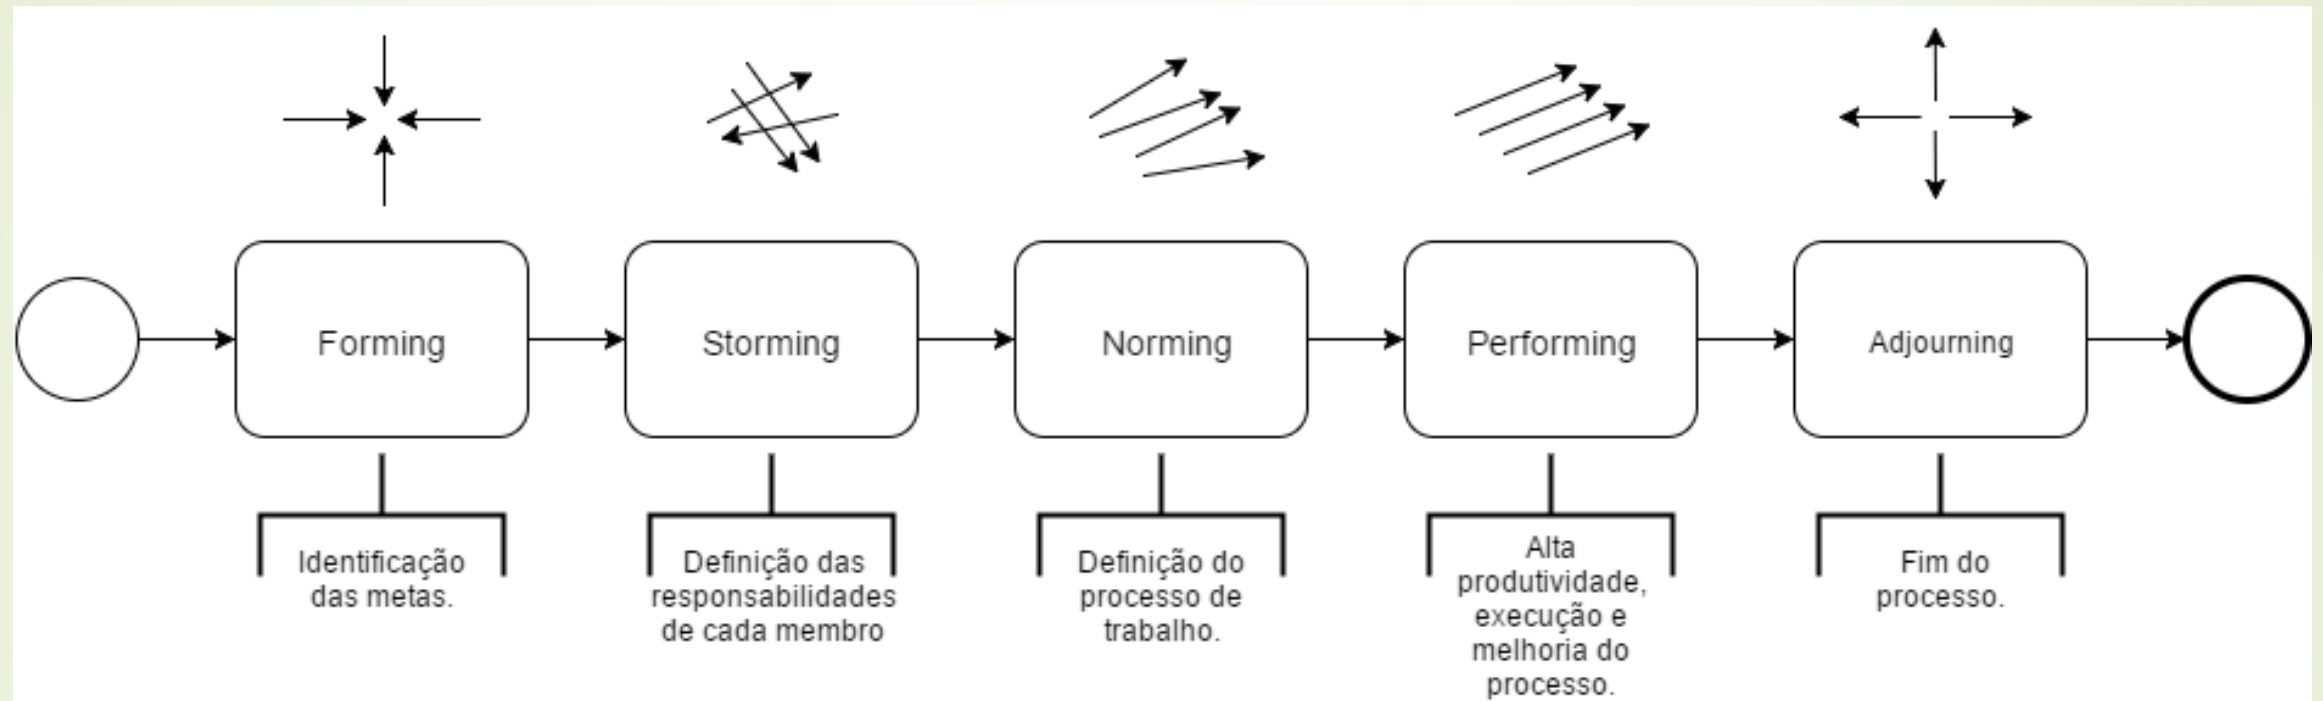 Forming
Storming
Norming
Performing
Adjourning
Identificação
das metas.
Definição das
responsabilidades
de cada membro
Definição do
processo de
trabalho.
Alta
produtividade,
execução e
melhoria do
processo.
Fim do
processo.